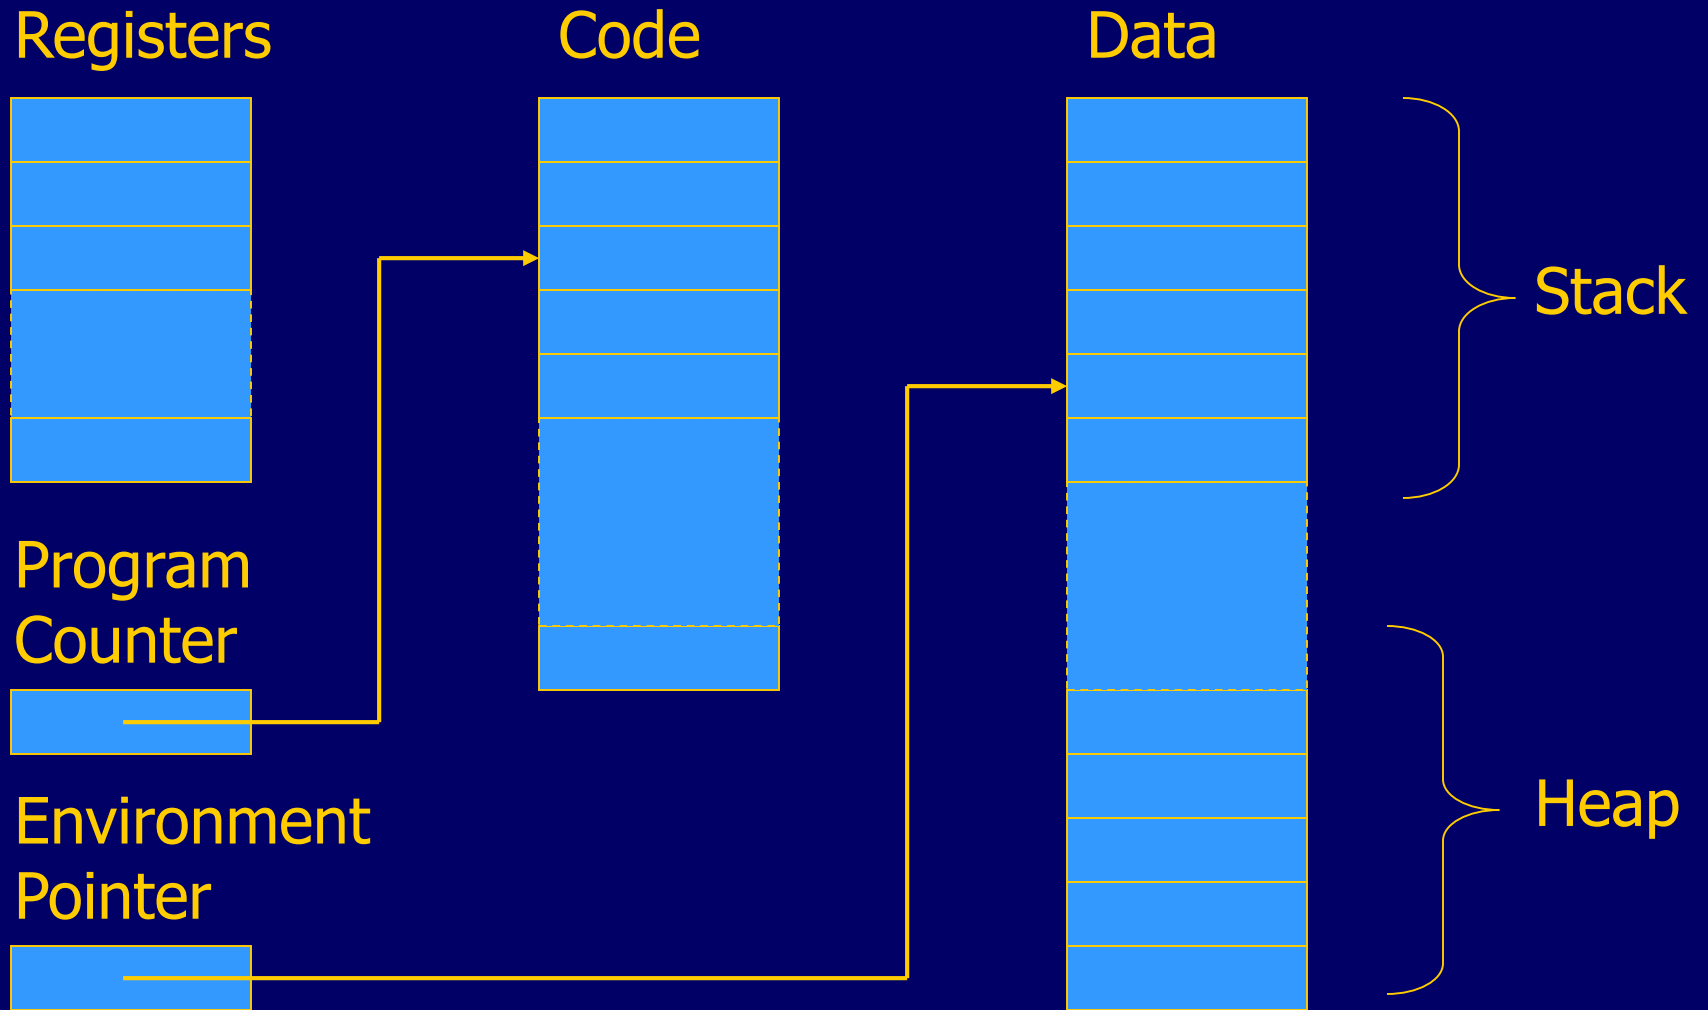 Registers
Code
Data
Stack
Program
Counter
Environment
Pointer
Heap